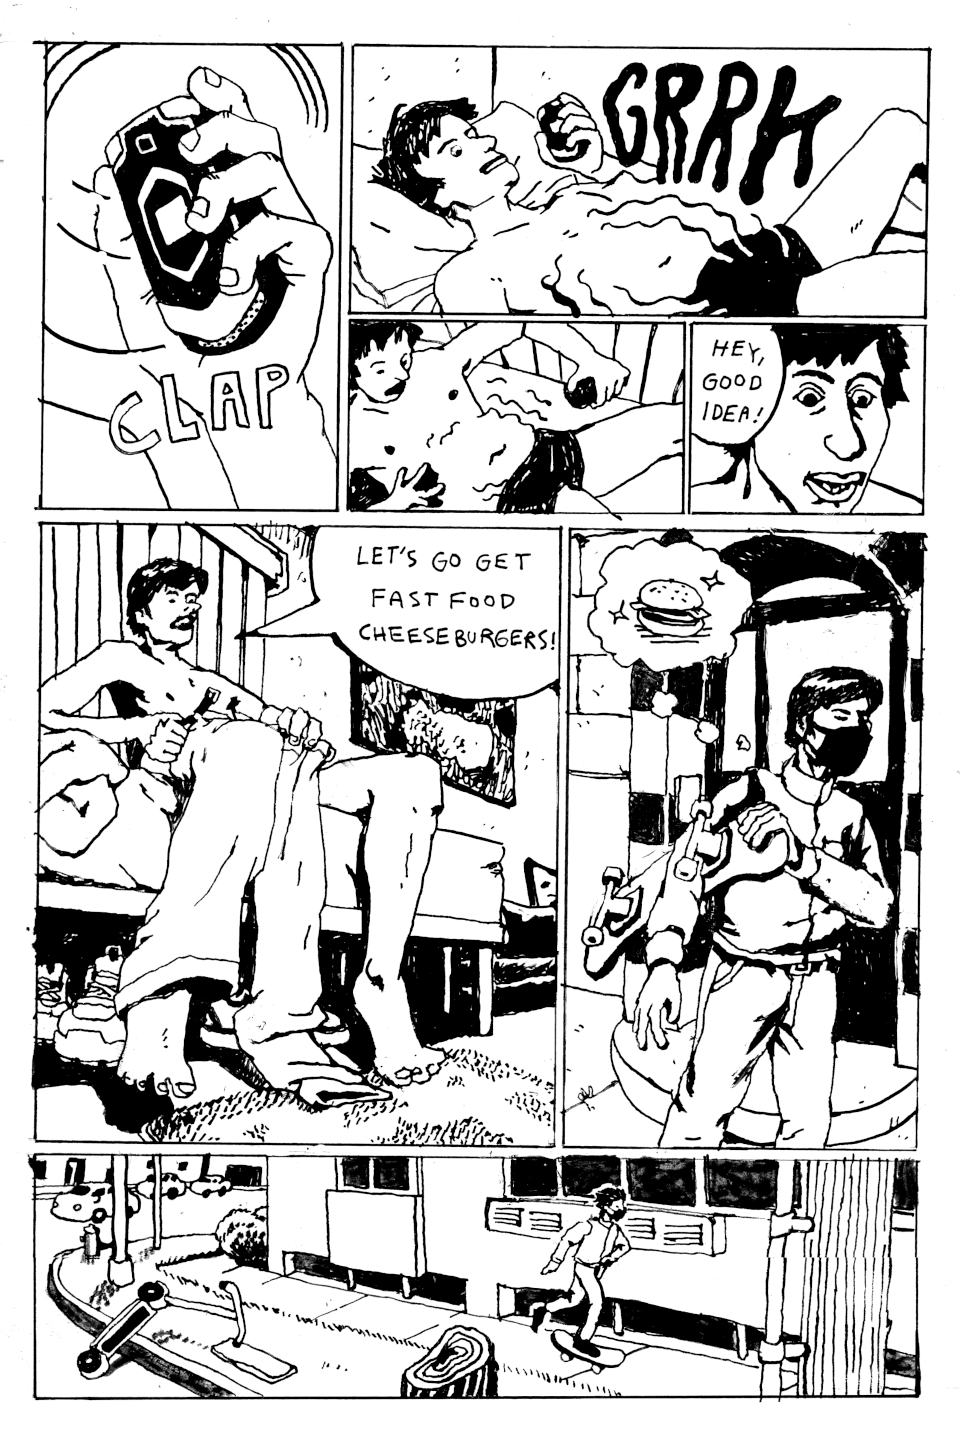 CLAP
GRRK
HEY,
GOOD
IDEA!
LET'S GO GET
FAST FOOD
CHEESEBURGERS!